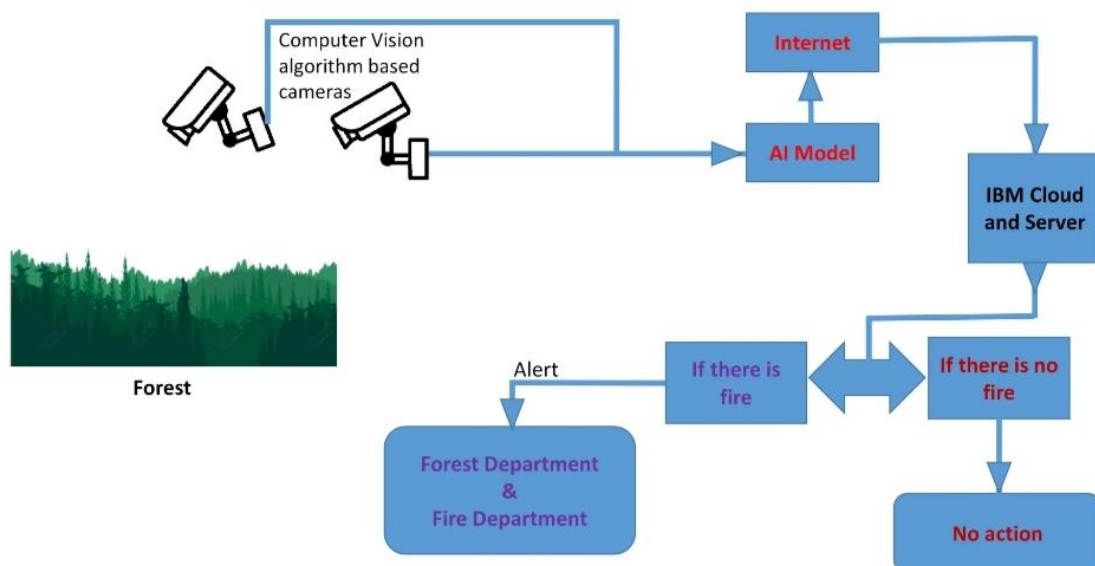 Computer Vision
algorithm based
cameras
Internet
AI Model
IBM Cloud
and Server
Forest
Alert
If there is
fire
If there is no
fire
Forest Department
&
Fire Department
No action